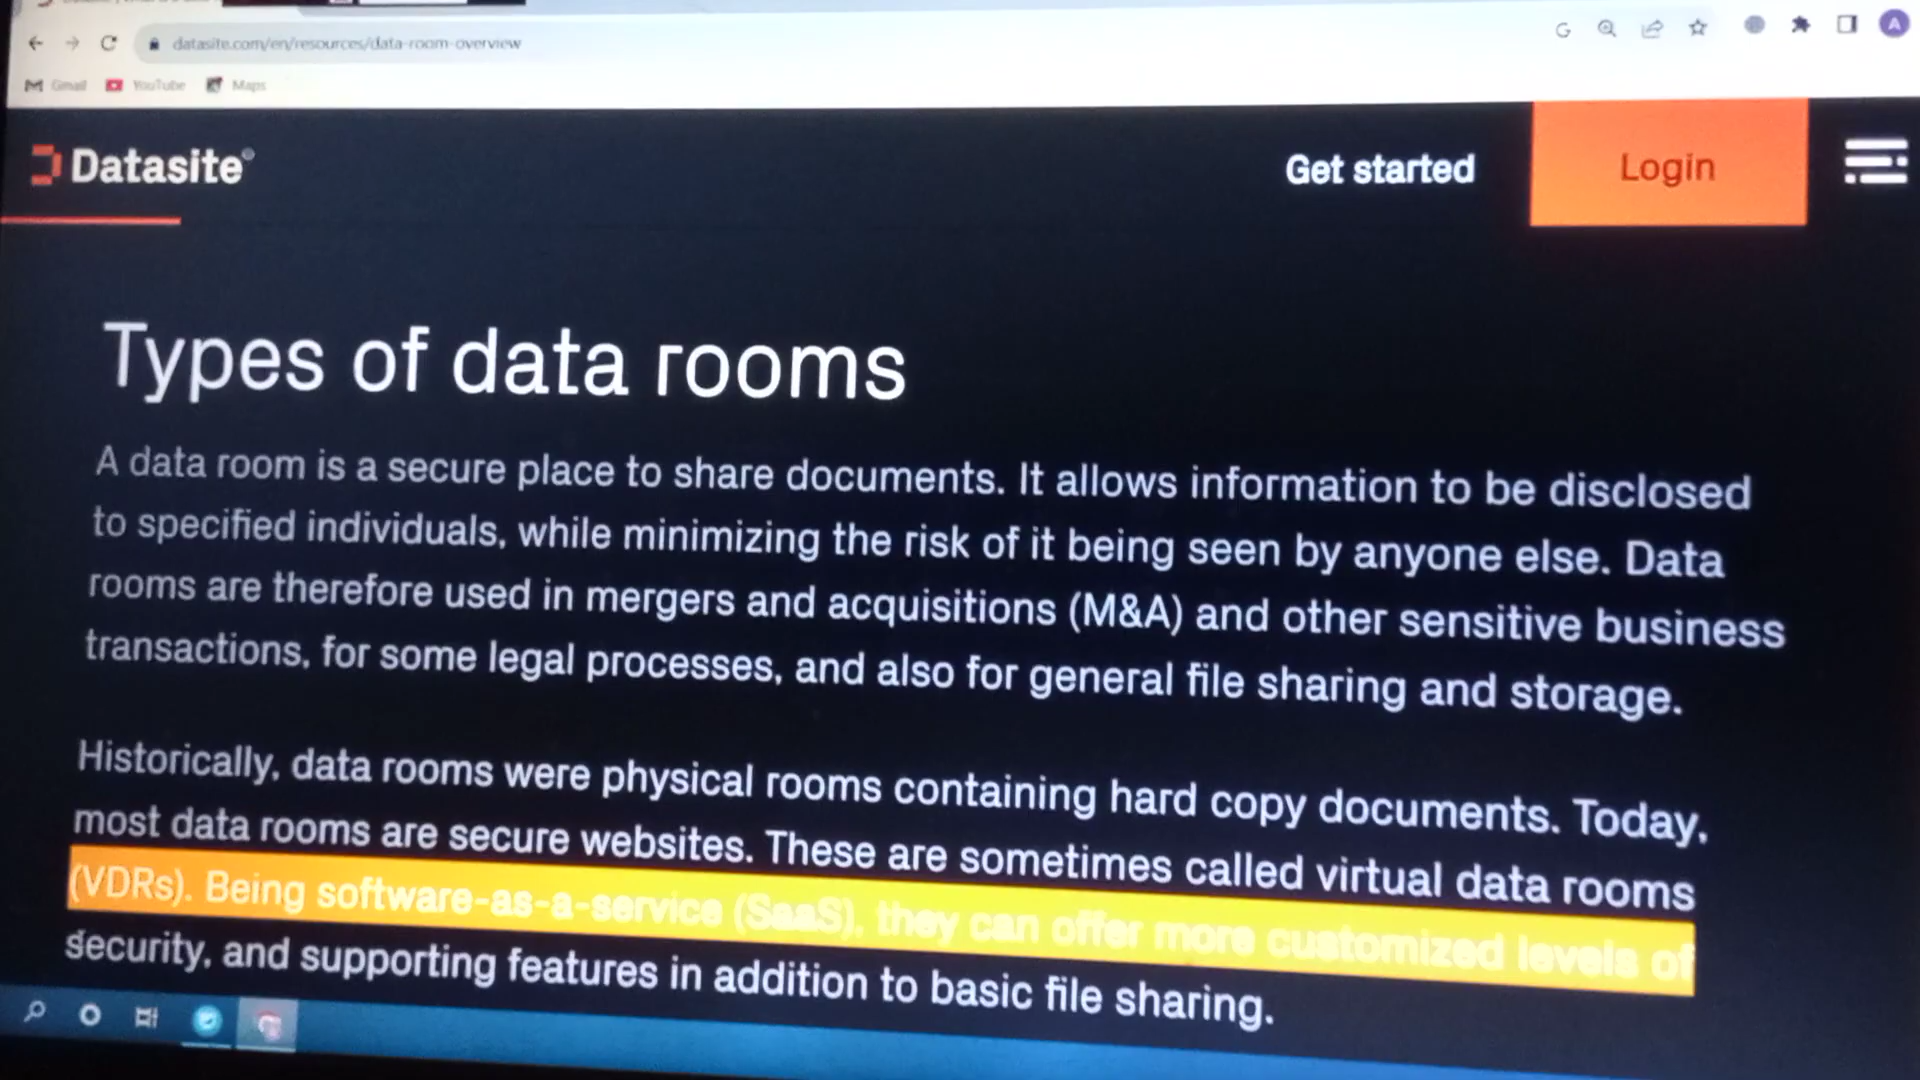 datasite.com/en/resources/data-room-overview
G
A
Gmail YouTube Maps
Datasite
Get started
Login
Types of data rooms
A data room is a secure place to share documents. It allows information to be disclosed
to specified individuals, while minimizing the risk of it being seen by anyone else. Data
rooms are therefore used in mergers and acquisitions (M&A) and other sensitive business
transactions, for some legal processes, and also for general file sharing and storage.
Historically, data rooms were physical rooms containing hard copy documents. Today,
most data rooms are secure websites. These are sometimes called virtual data rooms
(VDRs). Being software-as-a-service (SaaS), they can offer more customized levels of
security, and supporting features in addition to basic file sharing.